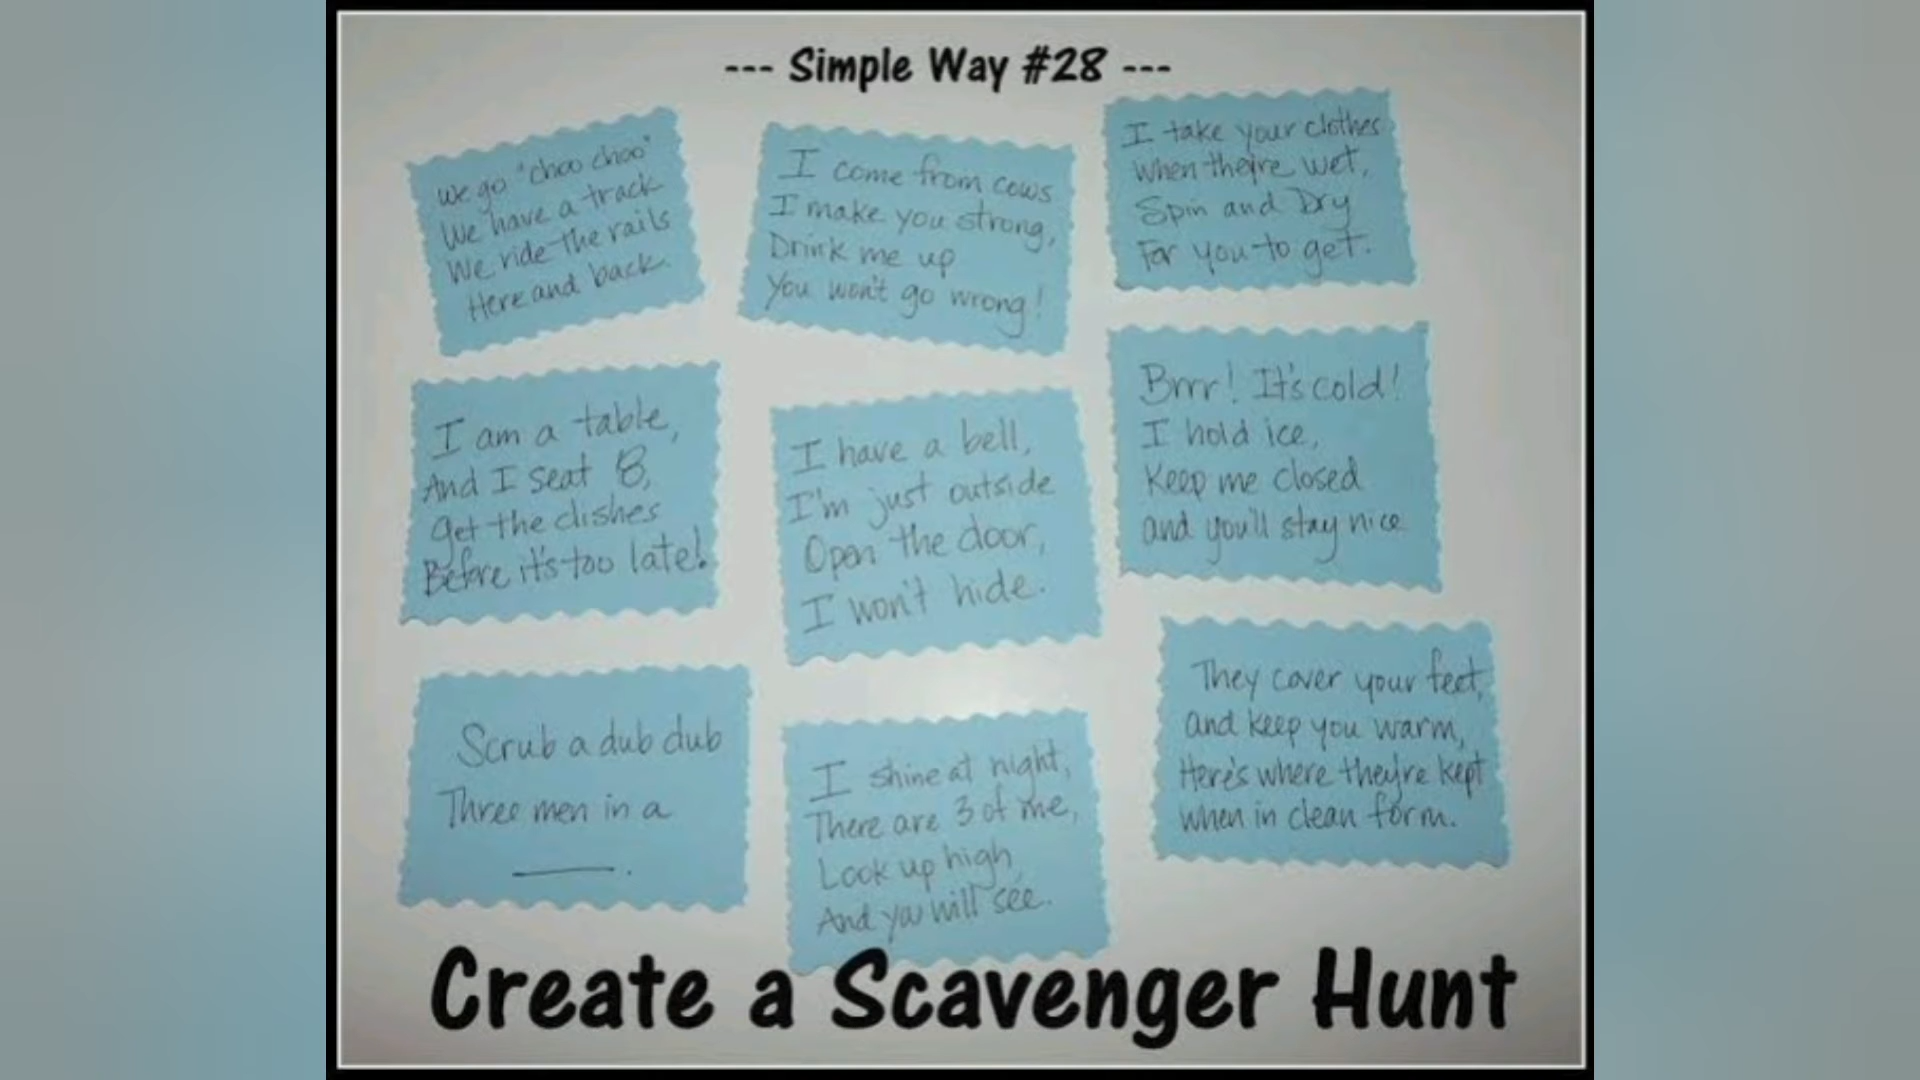 --- Simple Way #28 ---
We go "choo choo"
We have a track
We ride the rails
Here and back.
I come from cows
I make you strong,
Drink me up
You won't go wrong!
I take your clothes
When they're wet,
Spin and Dry
For you to get.
I am a table,
And I seat 8,
Get the dishes
Before it's too late!
I have a bell,
I'm just outside
Open the door,
I won't hide.
Brrr! It's cold!
I hold ice,
Keep me closed
and you'll stay nice
Scrub a dub dub
Three men in a
______.
I shine at night,
There are 3 of me,
Look up high,
And you will see.
They cover your feet,
and keep you warm,
Here's where they're kept
when in clean form.
Create a Scavenger Hunt